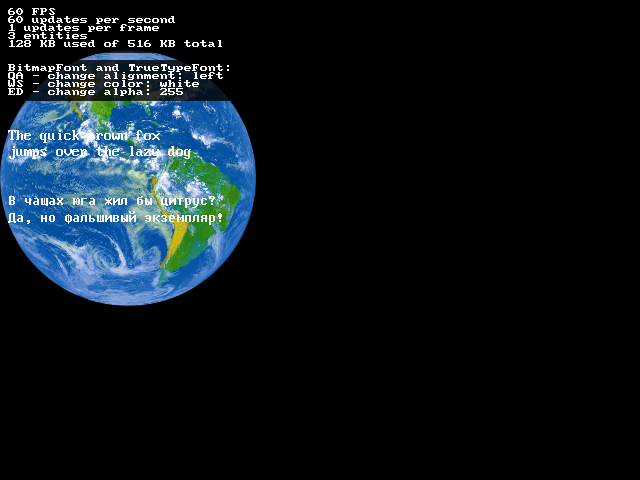 60 FPS
60 updates per second
1 updates per frame
3 entities
128 KB used of 516 KB total
BitmapFont and TrueTypeFont:
QA - change alignment: left
WS - change color: white
ED - change alpha: 255
The quick brown fox
jumps over the lazy dog.
В чащах юга жил бы цитрус?
Да, но фальшивый экземпляр!